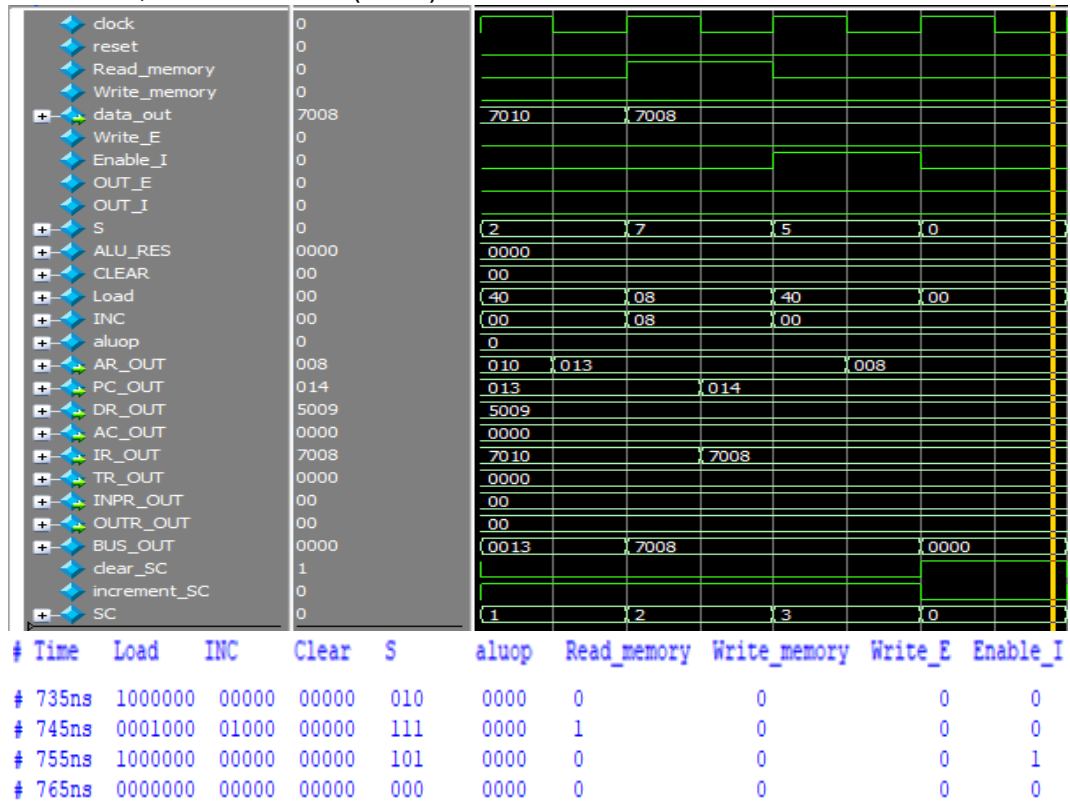 clock 0
reset 0
Read_memory 0
Write_memory 0
data_out 7008 7010 7008
Write_E 0
Enable_I 0
OUT_E 0
OUT_I 0
S 0 2 7 5 0
ALU_RES 0000 0000
CLEAR 00 00
Load 00 40 08 40 00
INC 00 00 08 00
aluop 0 0
AR_OUT 008 010 013 008
PC_OUT 014 013 014
DR_OUT 5009 5009
AC_OUT 0000 0000
IR_OUT 7008 7010 7008
TR_OUT 0000 0000
INPR_OUT 00 00
OUTR_OUT 00 00
BUS_OUT 0000 0013 7008 0000
clear_SC 1
increment_SC 0
SC 0 1 2 3 0
# Time Load INC Clear S aluop Read_memory Write_memory Write_E Enable_I
# 735ns 1000000 00000 00000 010 0000 0 0 0 0
# 745ns 0001000 01000 00000 111 0000 1 0 0 0
# 755ns 1000000 00000 00000 101 0000 0 0 0 1
# 765ns 0000000 00000 00000 000 0000 0 0 0 0